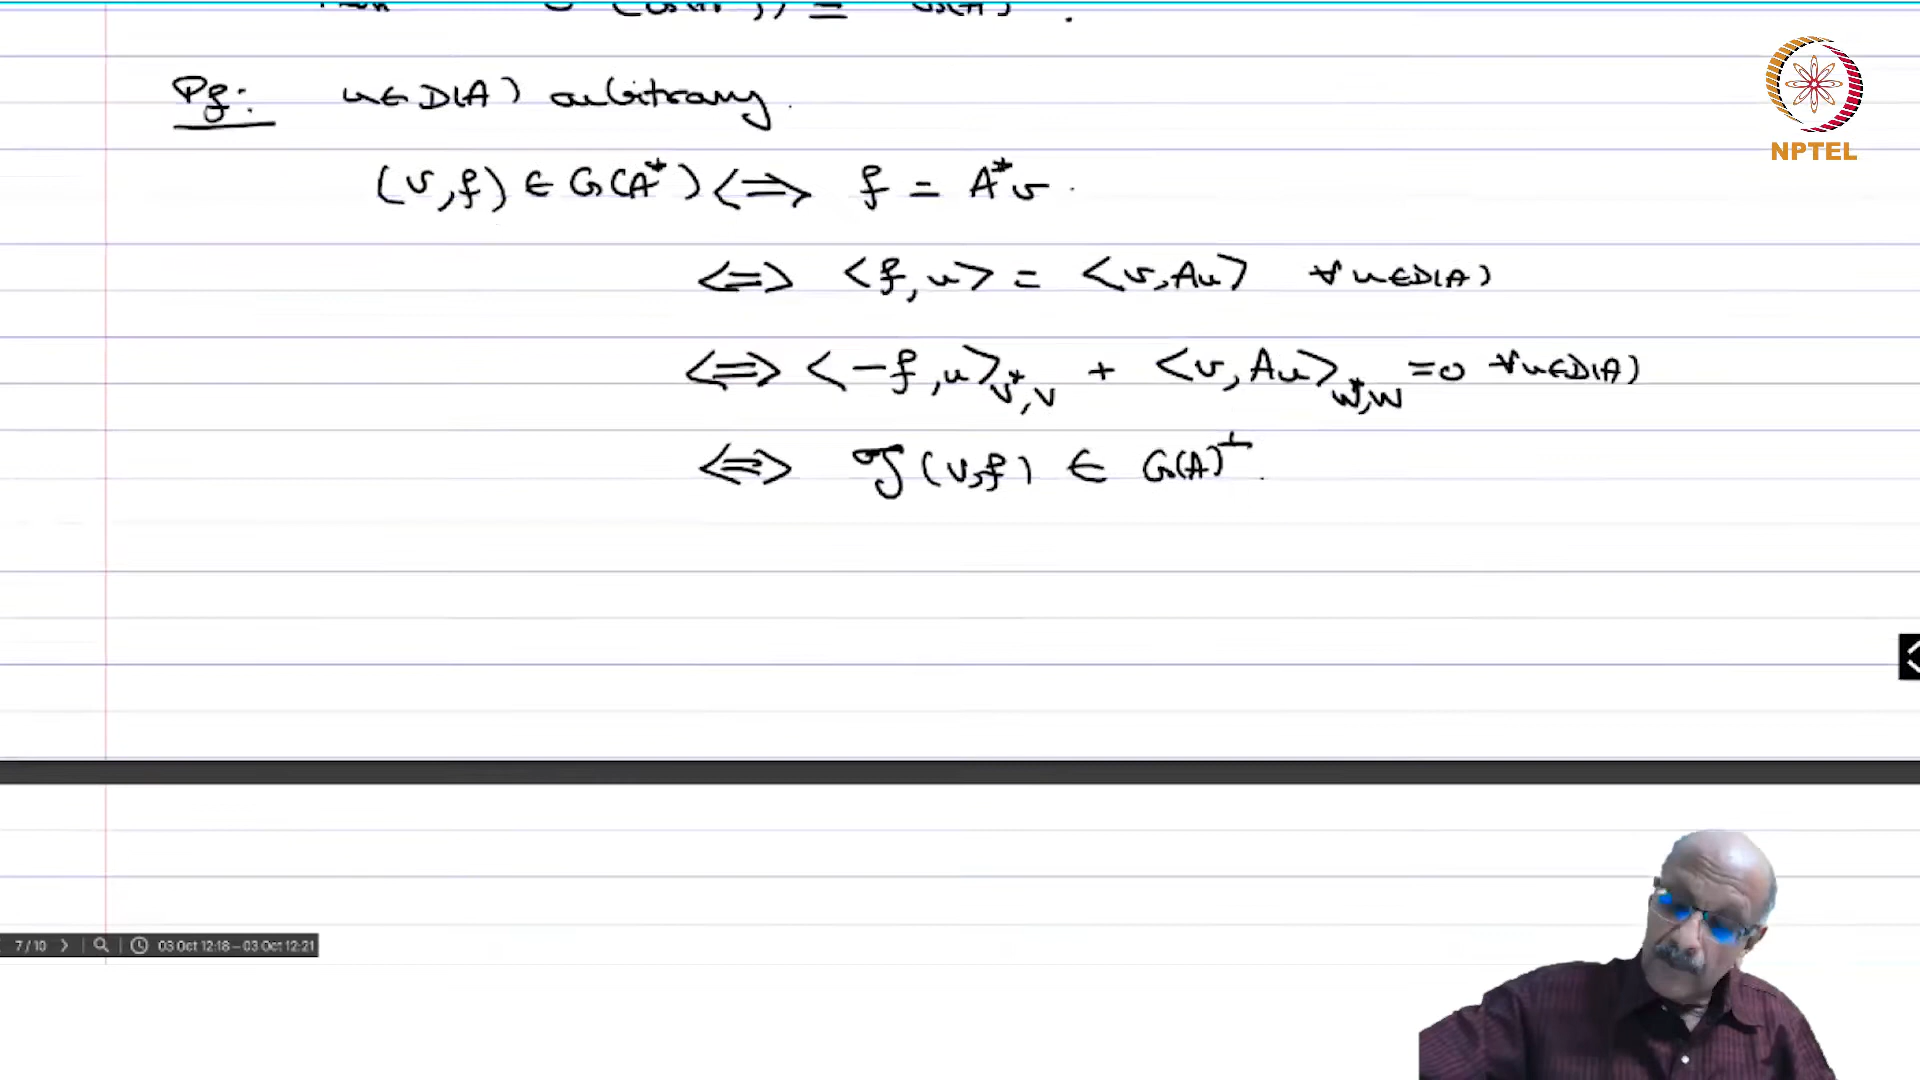 Pf: u ∈ D(A) arbitrary.
(v, f) ∈ G(A*) <=> f = A*v.
<=> <f, u> = <v, Au> ∀ u ∈ D(A)
<=> <-f, u>_{V*, V} + <v, Au>_{W*, W} = 0 ∀ u ∈ D(A)
<=> 𝒥(v, f) ∈ G(A)^⊥.
NPTEL
7/10 03 Oct 12:18 – 03 Oct 12:21